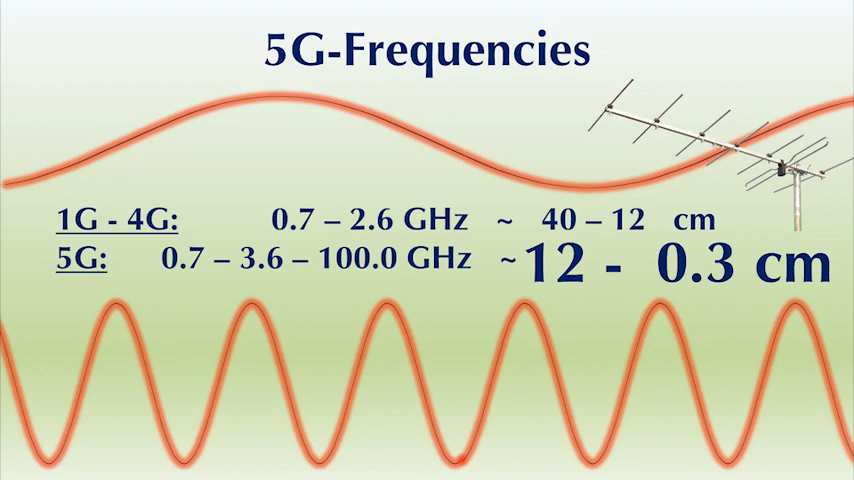 5G-Frequencies
1G - 4G: 0.7 – 2.6 GHz ~ 40 – 12 cm
5G: 0.7 – 3.6 – 100.0 GHz ~ 12 - 0.3 cm